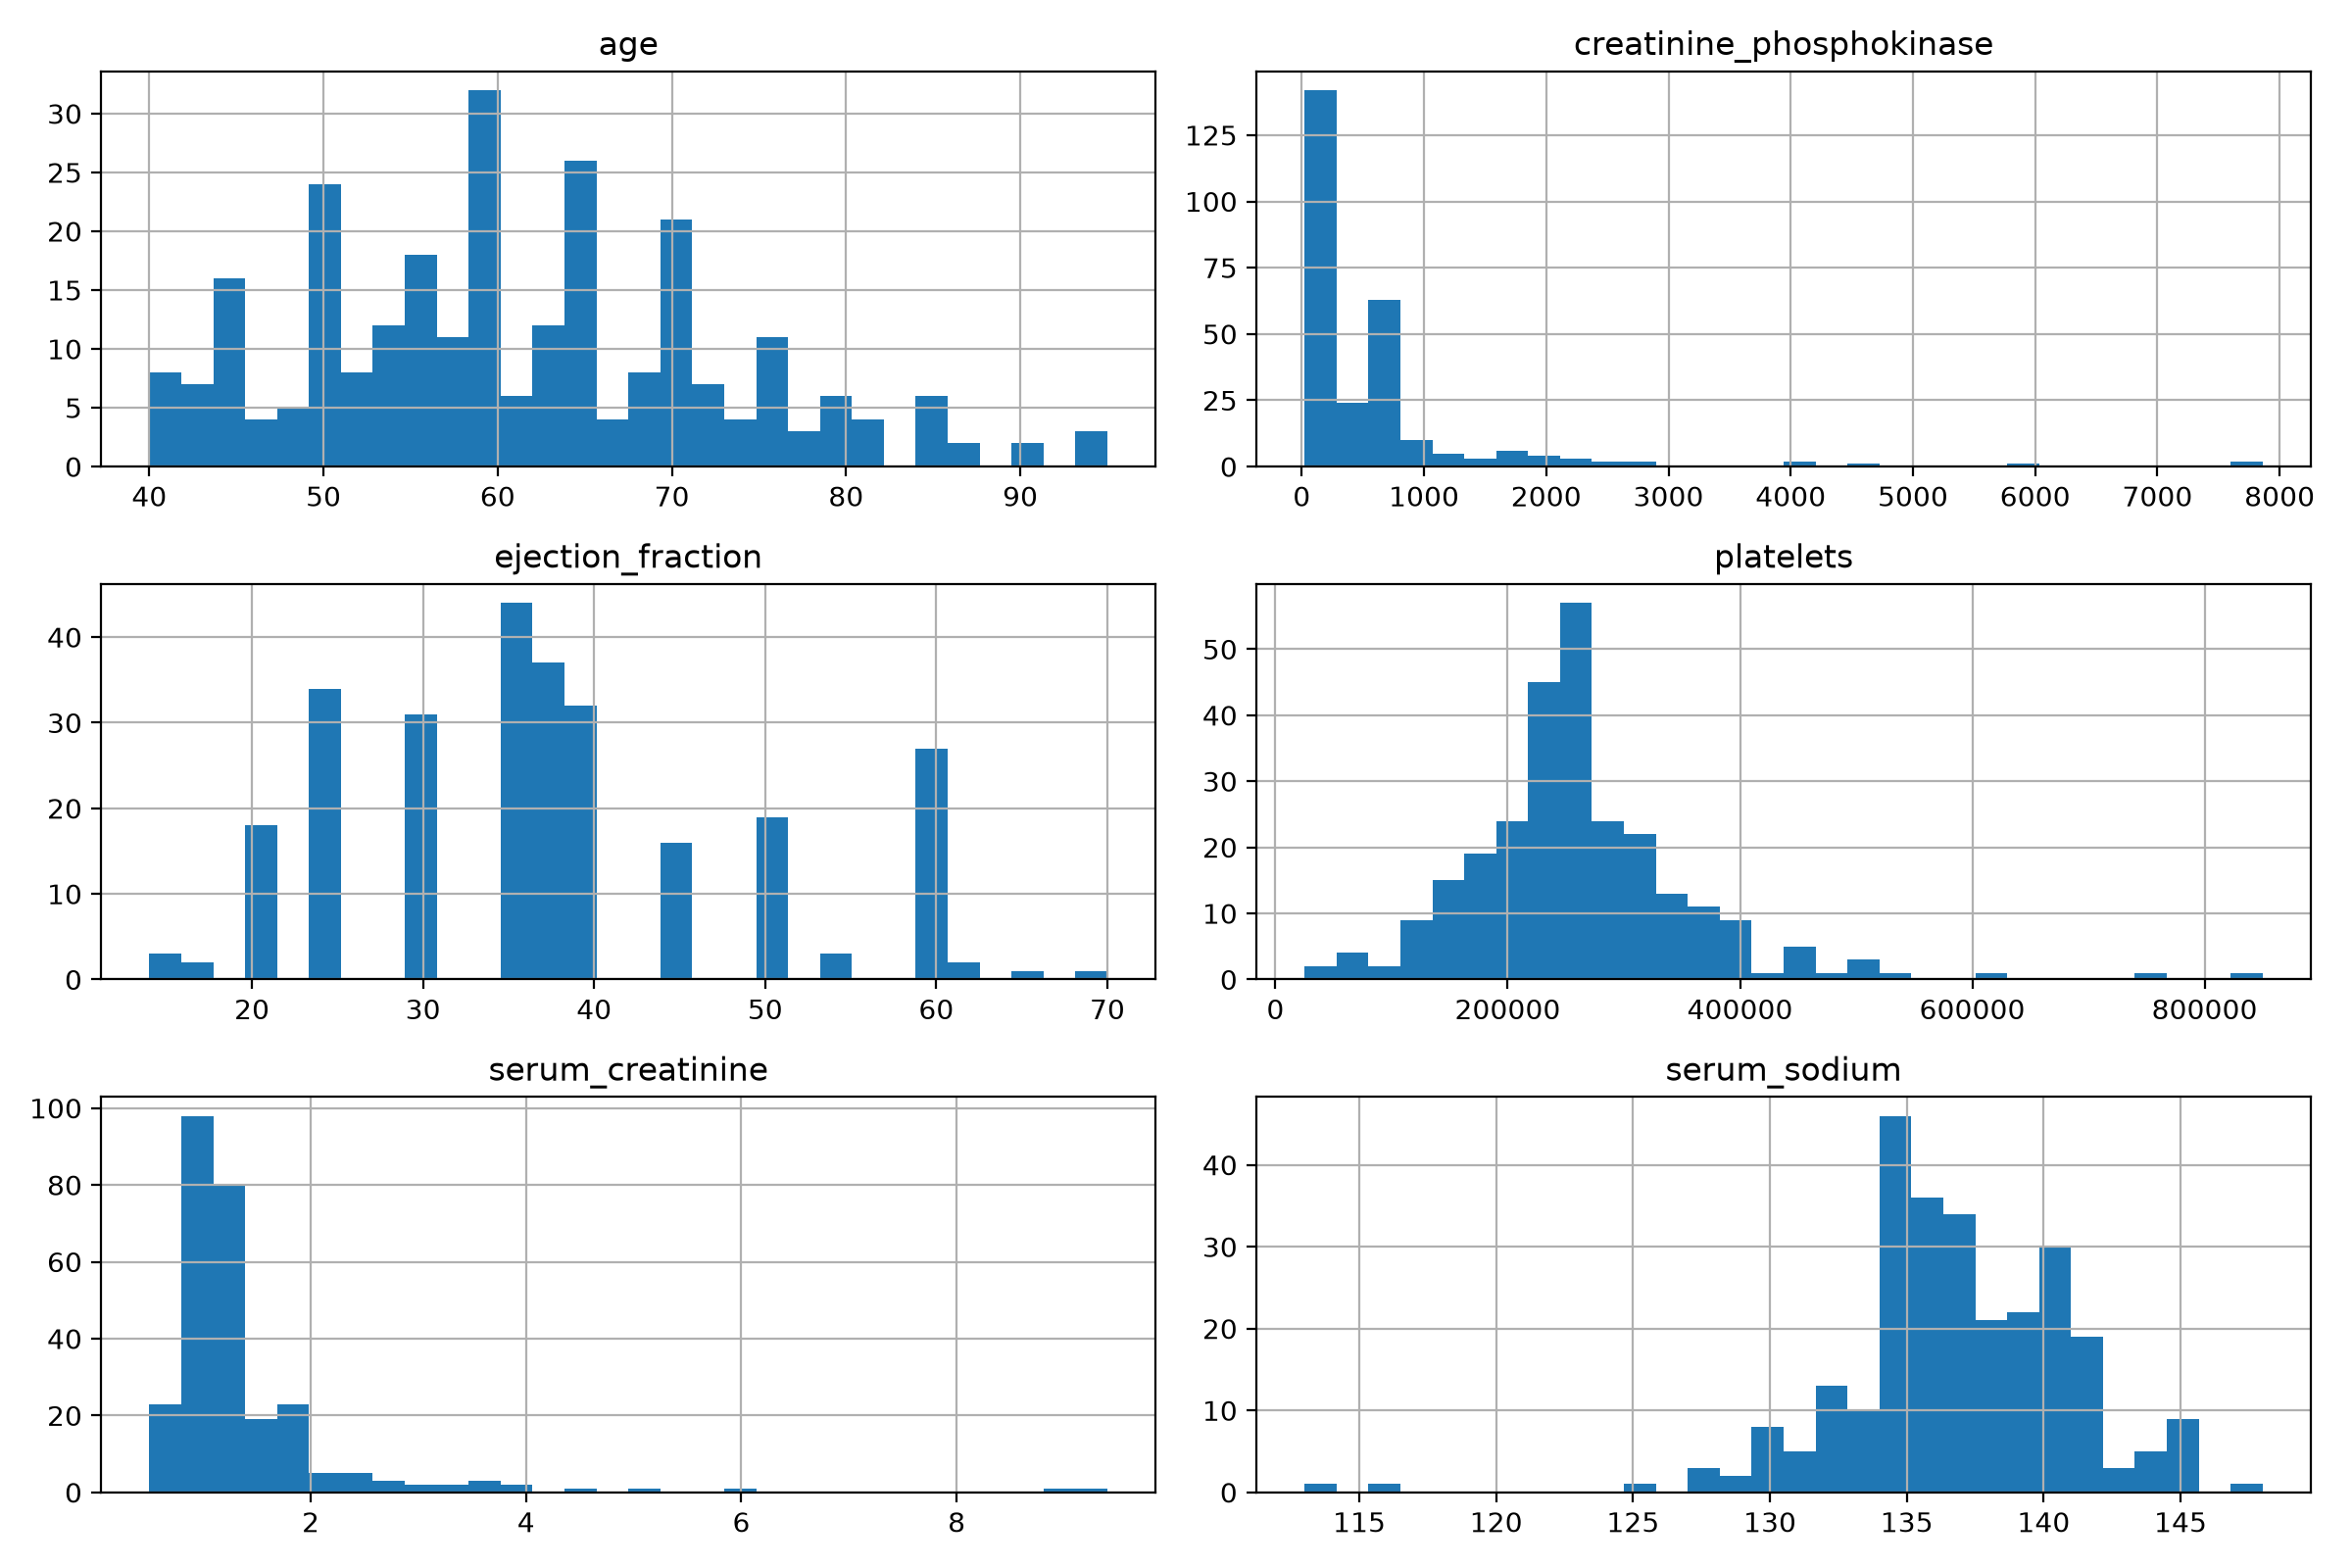 age
30
25
20
15
10
5
0
40 50 60 70 80 90
creatinine_phosphokinase
125
100
75
50
25
0
0 1000 2000 3000 4000 5000 6000 7000 8000
ejection_fraction
40
30
20
10
0
20 30 40 50 60 70
platelets
50
40
30
20
10
0
0 200000 400000 600000 800000
serum_creatinine
100
80
60
40
20
0
2 4 6 8
serum_sodium
40
30
20
10
0
115 120 125 130 135 140 145